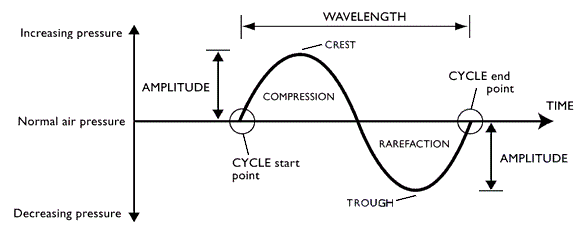 WAVELENGTH
Increasing pressure
CREST
AMPLITUDE
COMPRESSION
CYCLE end
point
TIME
Normal air pressure
RAREFACTION
CYCLE start
point
AMPLITUDE
TROUGH
Decreasing pressure